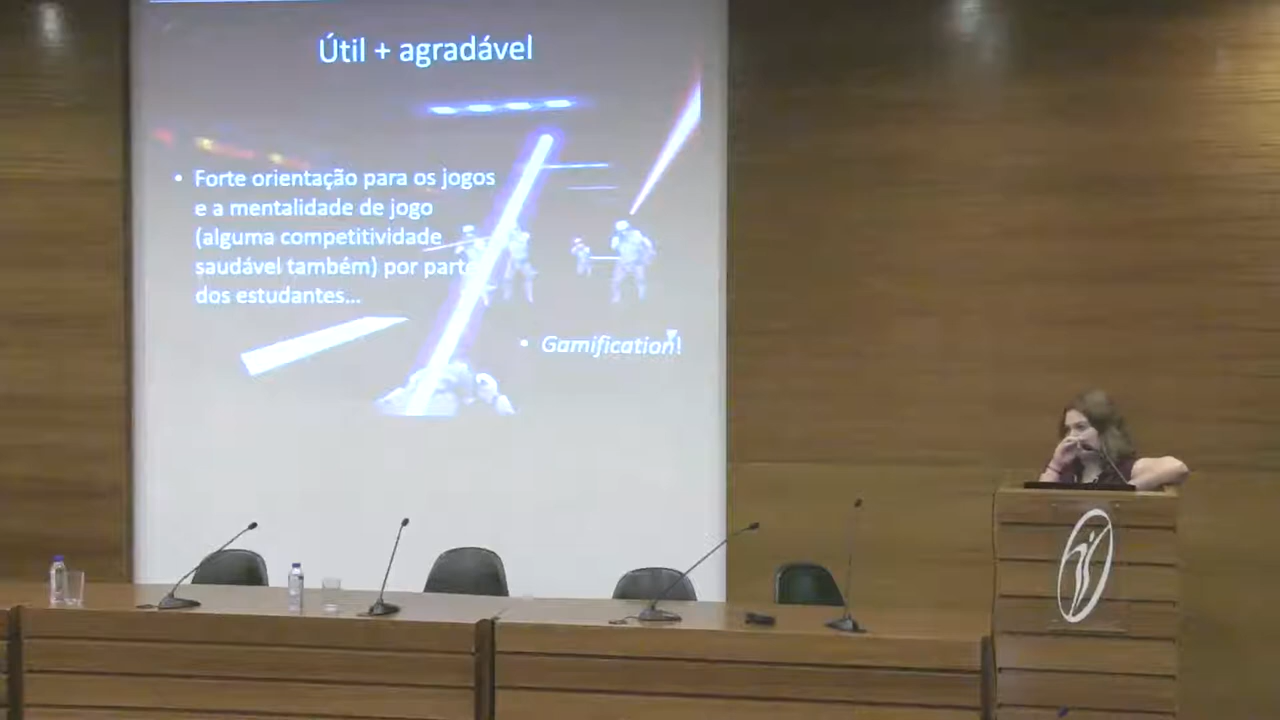 Útil + agradável
• Forte orientação para os jogos
e a mentalidade de jogo
(alguma competitividade
saudável também) por parte
dos estudantes...
• Gamification!